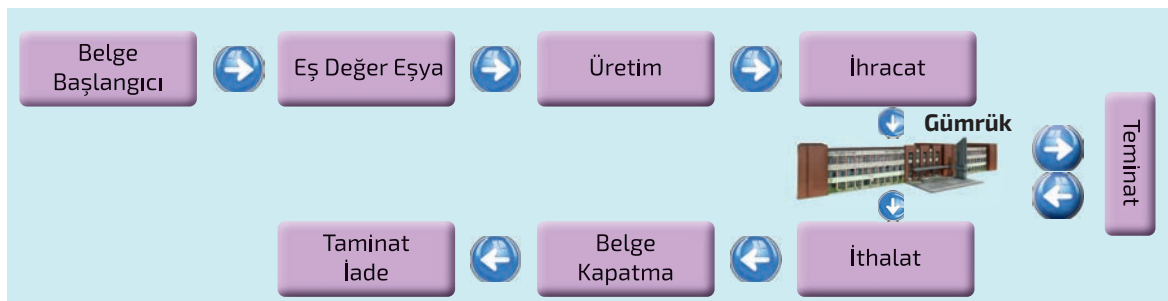 Belge
Başlangıcı
Eş Değer Eşya
Üretim
İhracat
Gümrük
Teminat
İthalat
Belge
Kapatma
Taminat
İade